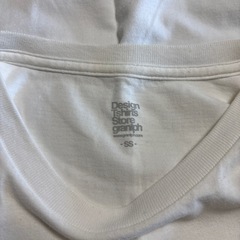 Design
Tshirts
Store
graniph
- SS -